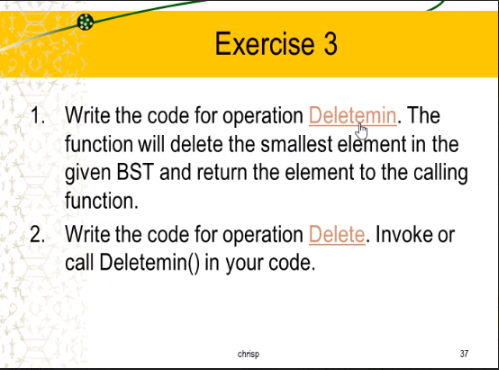 Exercise 3
1. Write the code for operation Deletemin. The
function will delete the smallest element in the
given BST and return the element to the calling
function.
2. Write the code for operation Delete. Invoke or
call Deletemin() in your code.
chrisp
37